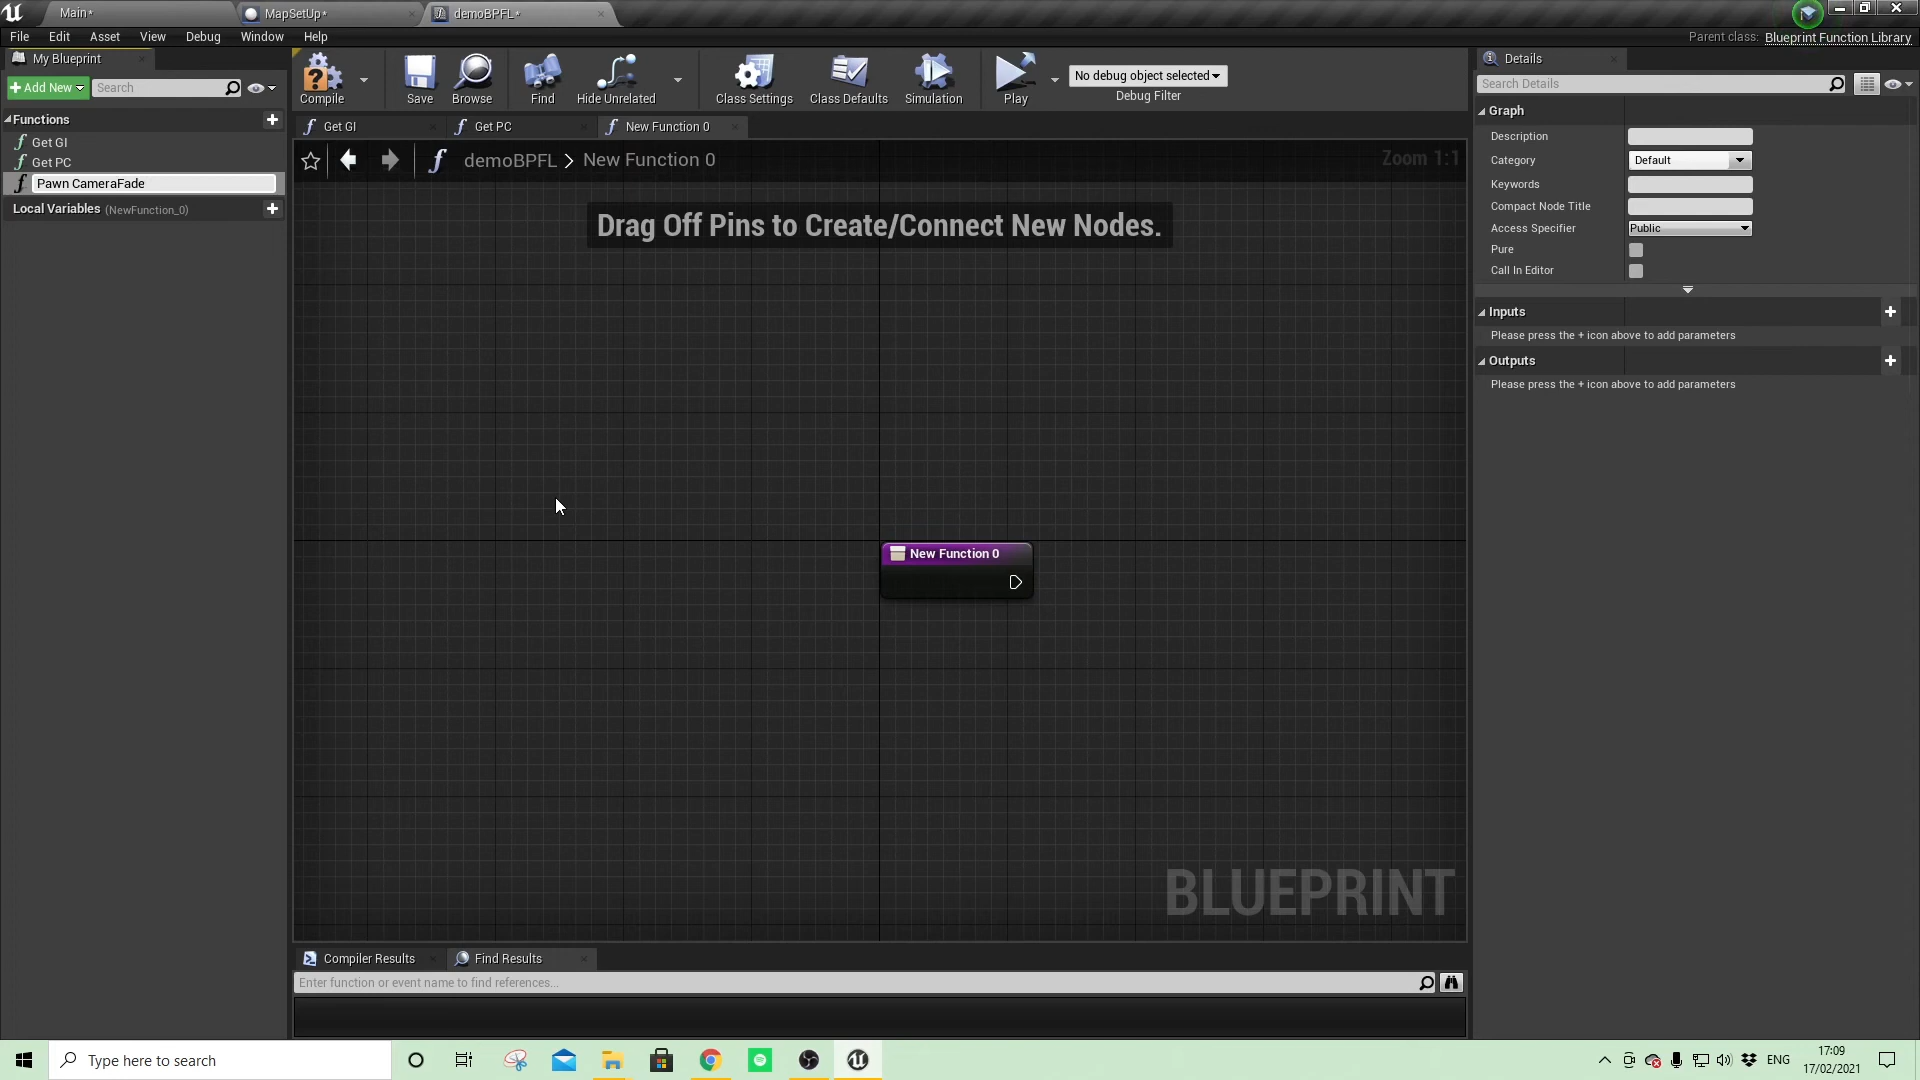 Main*
MapSetUp*
demoBPFL*
File Edit Asset View Debug Window Help
Parent class: Blueprint Function Library
My Blueprint
Add New
Search
Functions
Get GI
Get PC
Pawn CameraFade
Local Variables (NewFunction_0)
Compile
Save
Browse
Find
Hide Unrelated
Class Settings
Class Defaults
Simulation
Play
No debug object selected
Debug Filter
Get GI
Get PC
New Function 0
demoBPFL > New Function 0
Zoom 1:1
Drag Off Pins to Create/Connect New Nodes.
New Function 0
BLUEPRINT
Compiler Results
Find Results
Enter function or event name to find references...
Details
Search Details
Graph
Description
Category Default
Keywords
Compact Node Title
Access Specifier Public
Pure
Call In Editor
Inputs
Please press the + icon above to add parameters
Outputs
Please press the + icon above to add parameters
Type here to search
ENG
17:09
17/02/2021